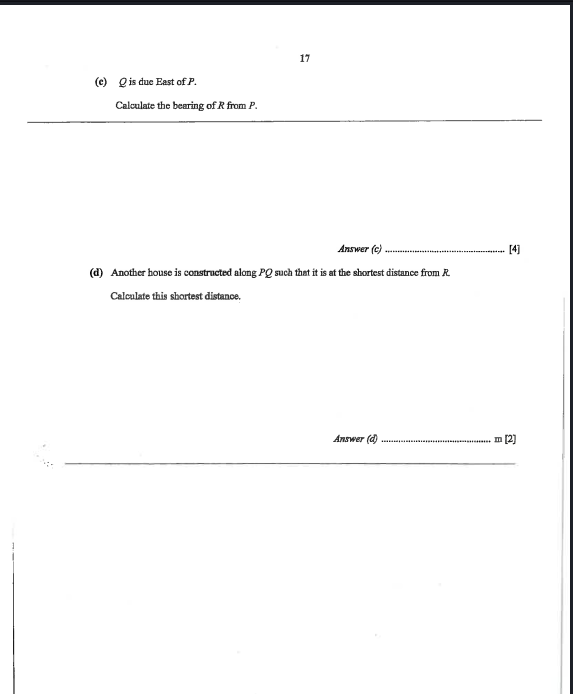 17
(c) Q is due East of P.
Calculate the bearing of R from P.
Answer (c) ................................................ [4]
(d) Another house is constructed along PQ such that it is at the shortest distance from R.
Calculate this shortest distance.
Answer (d) ............................................ m [2]